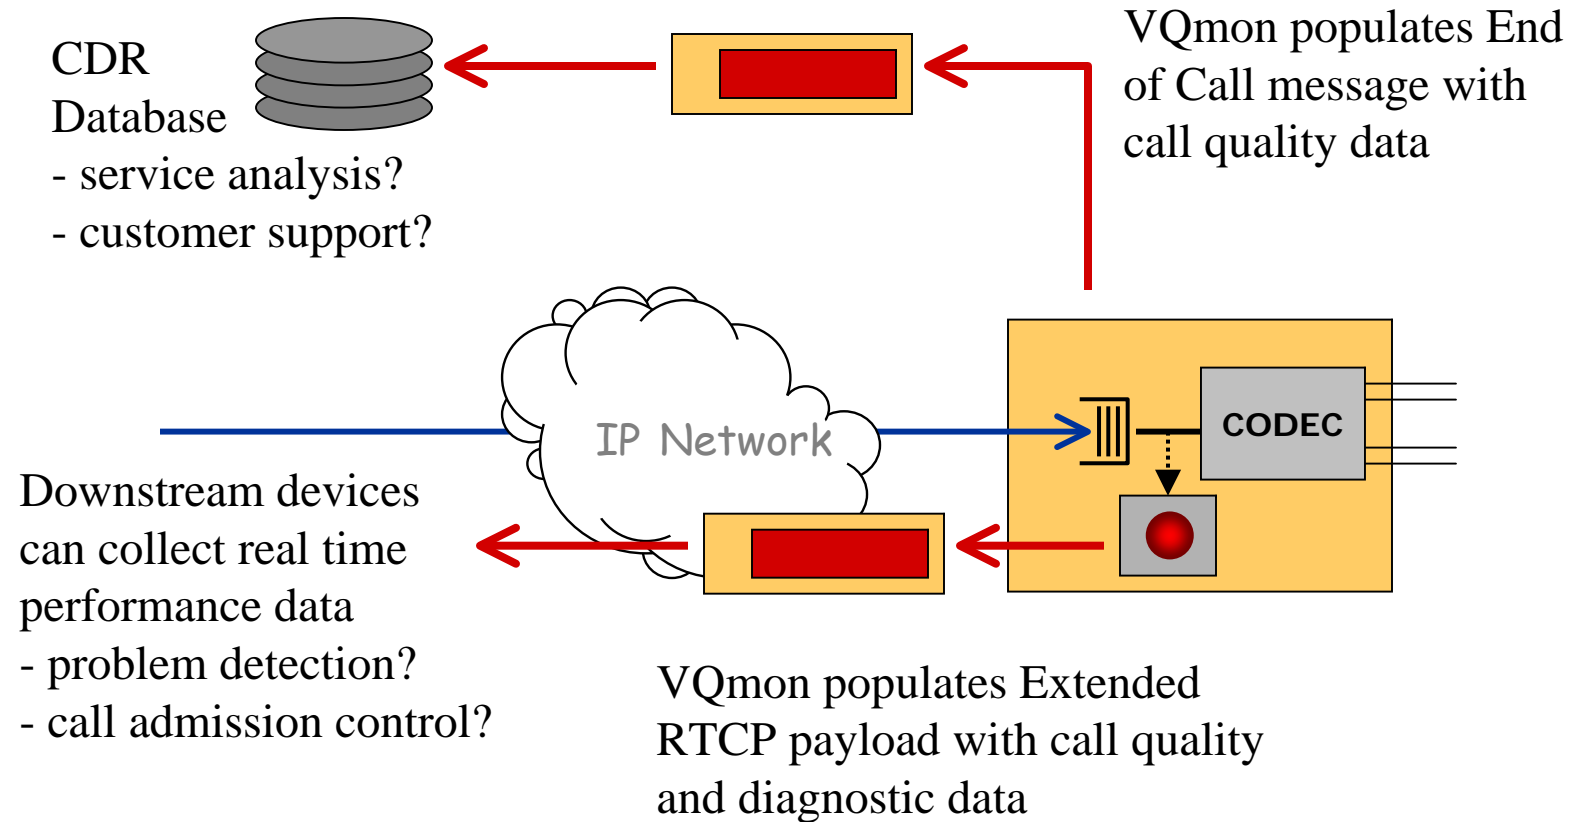 CDR
Database
- service analysis?
- customer support?
VQmon populates End
of Call message with
call quality data
IP Network
CODEC
Downstream devices
can collect real time
performance data
- problem detection?
- call admission control?
VQmon populates Extended
RTCP payload with call quality
and diagnostic data